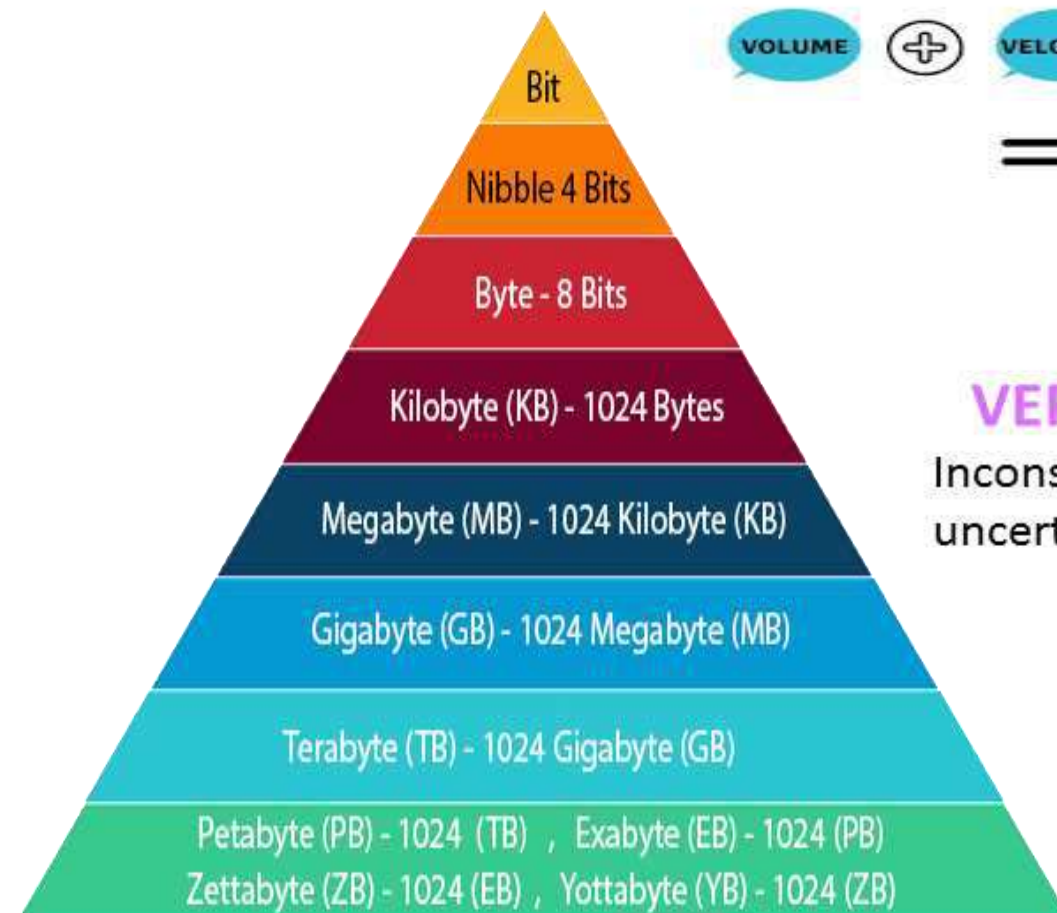 VOLUME
Bit
Nibble 4 Bits
Byte - 8 Bits
Kilobyte (KB) - 1024 Bytes
Megabyte (MB) - 1024 Kilobyte (KB)
Gigabyte (GB) - 1024 Megabyte (MB)
Terabyte (TB) - 1024 Gigabyte (GB)
Petabyte (PB) - 1024 (TB) , Exabyte (EB) - 1024 (PB)
Zettabyte (ZB) - 1024 (EB) , Yottabyte (YB) - 1024 (ZB)